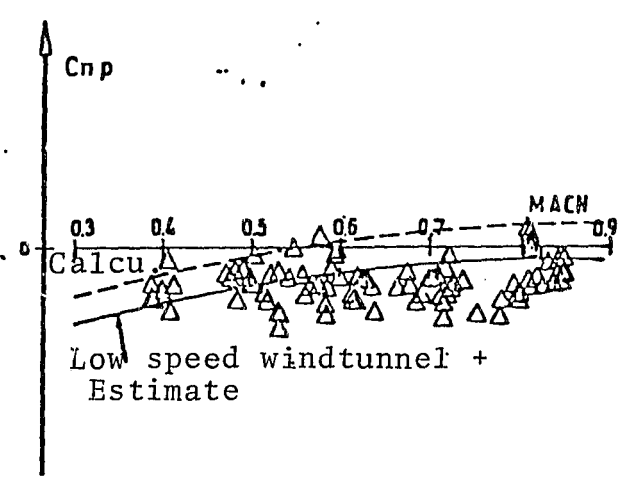 Cnp
MACH
0.3 0.4 0.5 0.6 0.7 0.9
0
Calcu.
Low speed windtunnel +
Estimate